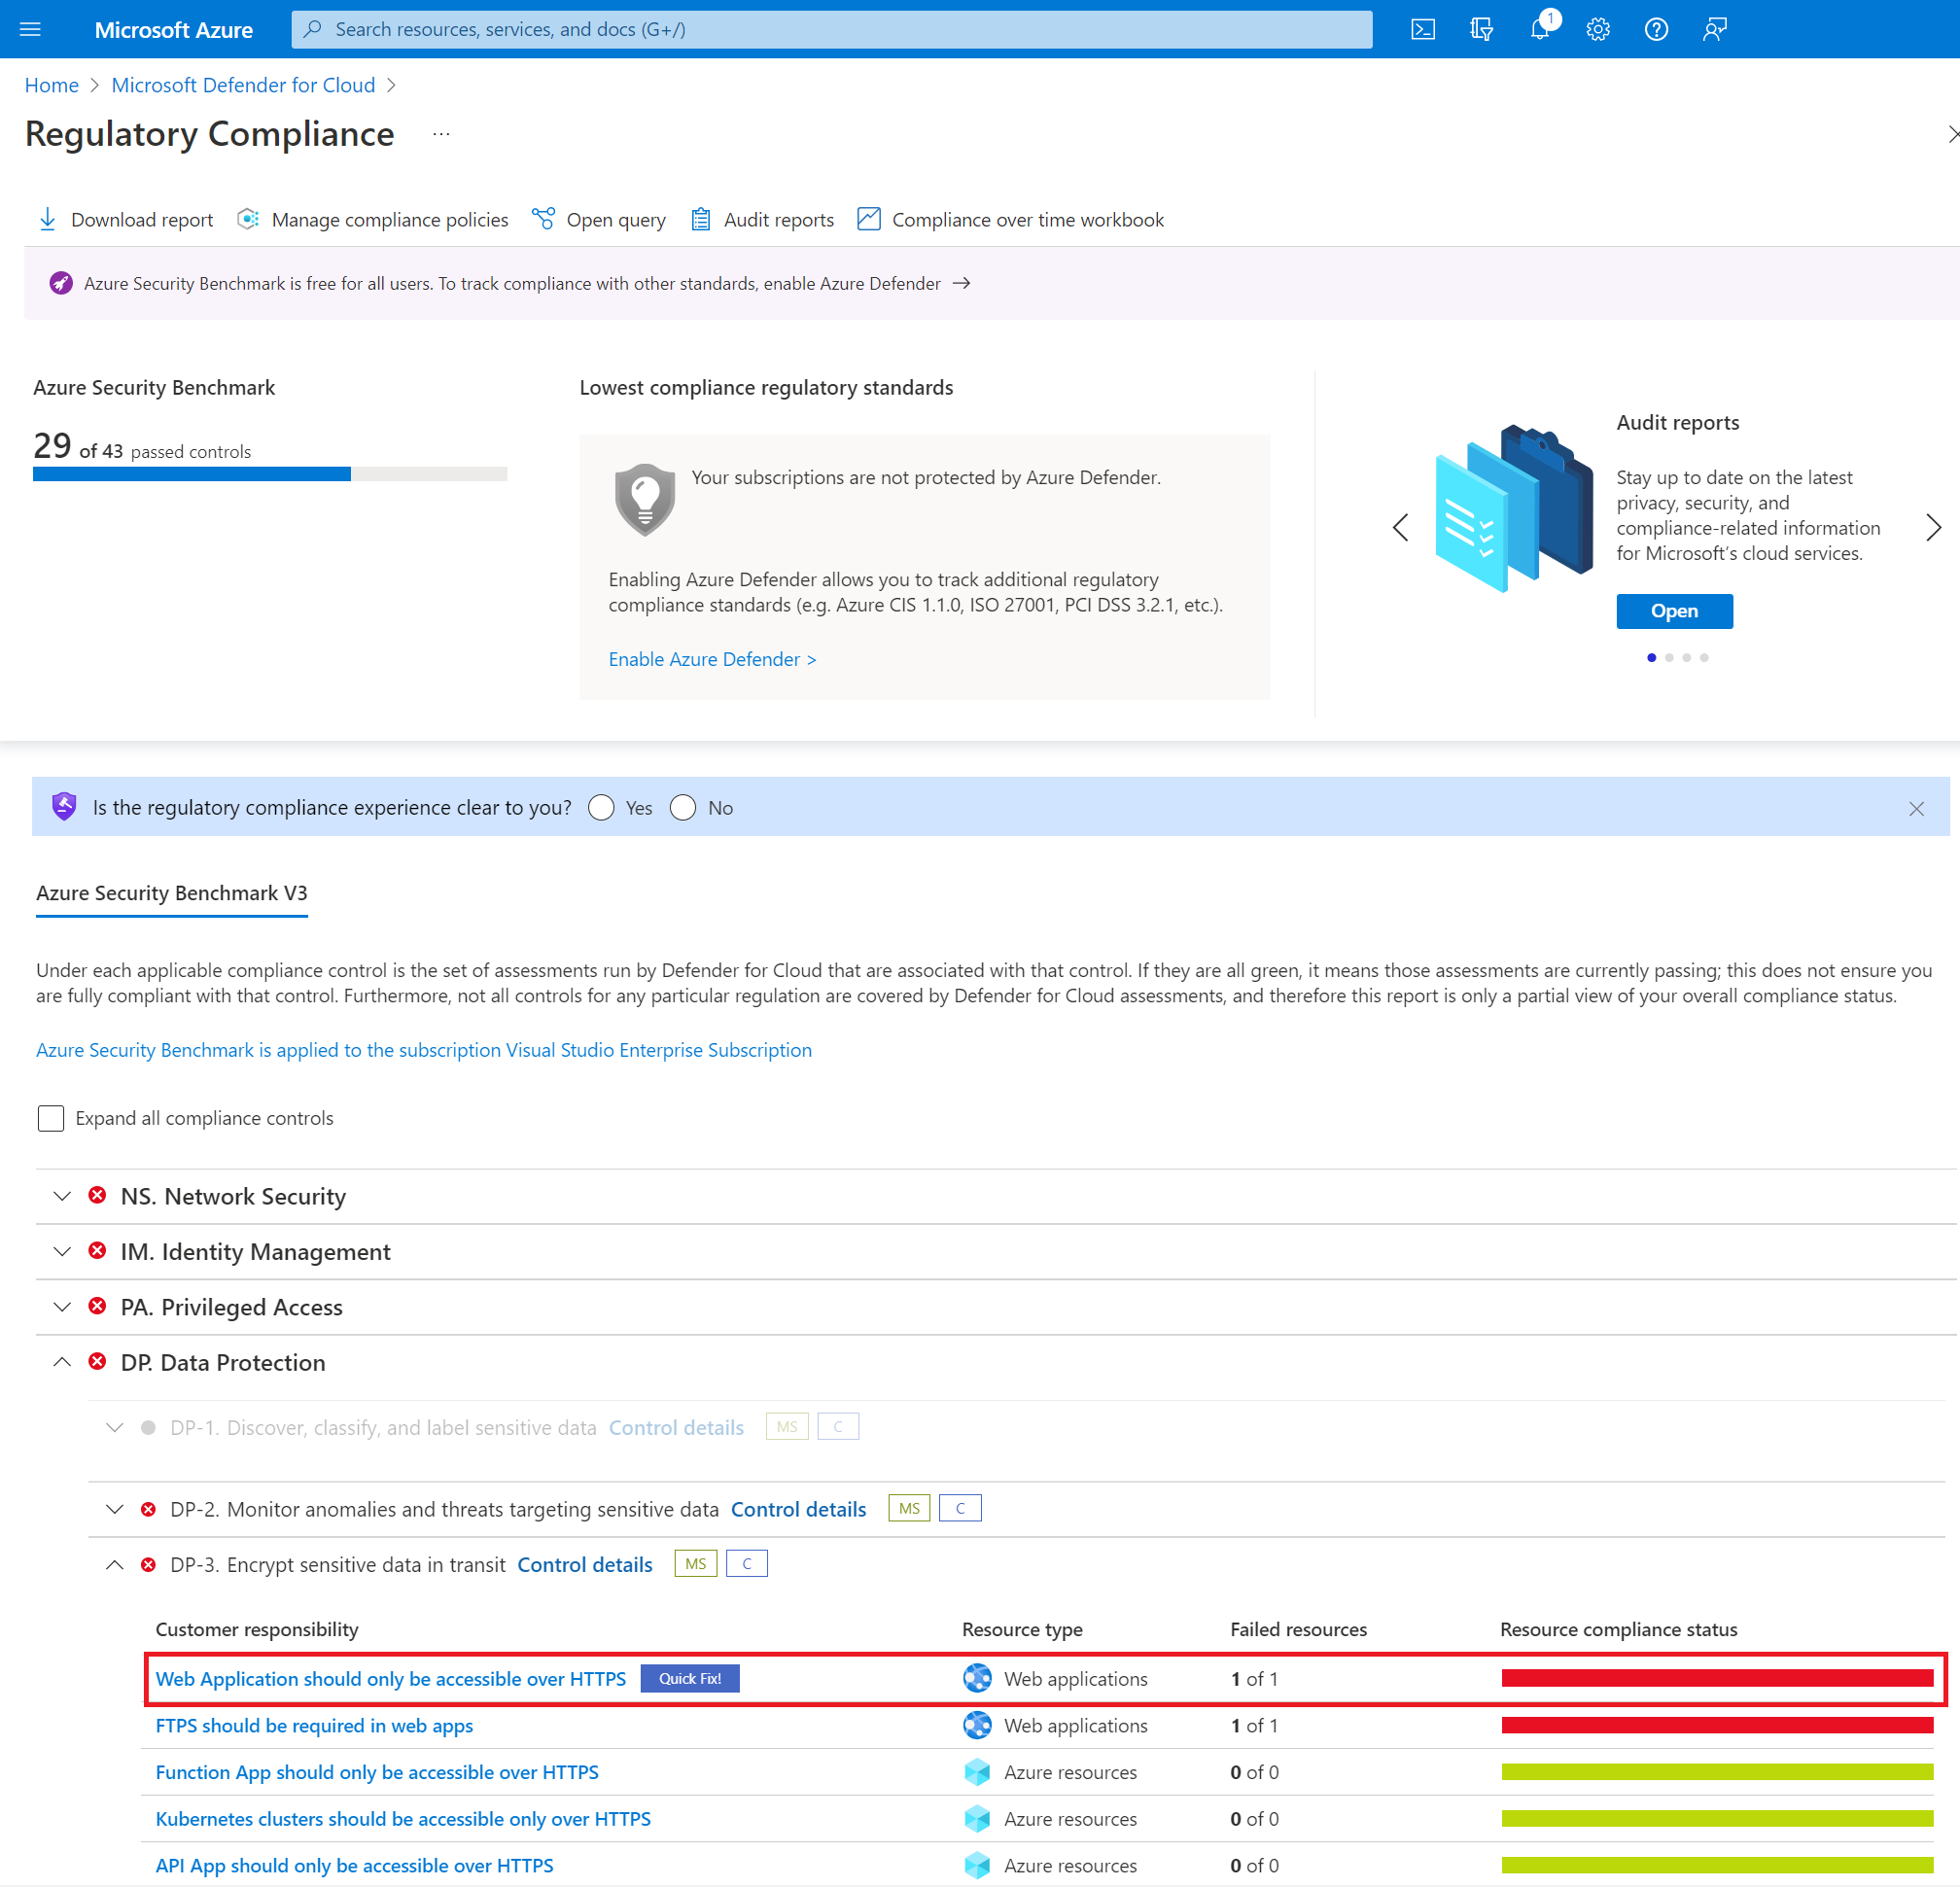 Microsoft Azure
Search resources, services, and docs (G+/)
1
Home
Microsoft Defender for Cloud
Regulatory Compliance ...
Download report
Manage compliance policies
Open query
Audit reports
Compliance over time workbook
Azure Security Benchmark is free for all users. To track compliance with other standards, enable Azure Defender →
Azure Security Benchmark
29 of 43 passed controls
Lowest compliance regulatory standards
Your subscriptions are not protected by Azure Defender.
Enabling Azure Defender allows you to track additional regulatory
compliance standards (e.g. Azure CIS 1.1.0, ISO 27001, PCI DSS 3.2.1, etc.).
Enable Azure Defender >
Audit reports
Stay up to date on the latest
privacy, security, and
compliance-related information
for Microsoft's cloud services.
Open
Is the regulatory compliance experience clear to you? Yes No
Azure Security Benchmark V3
Under each applicable compliance control is the set of assessments run by Defender for Cloud that are associated with that control. If they are all green, it means those assessments are currently passing; this does not ensure you
are fully compliant with that control. Furthermore, not all controls for any particular regulation are covered by Defender for Cloud assessments, and therefore this report is only a partial view of your overall compliance status.
Azure Security Benchmark is applied to the subscription Visual Studio Enterprise Subscription
Expand all compliance controls
NS. Network Security
IM. Identity Management
PA. Privileged Access
DP. Data Protection
DP-1. Discover, classify, and label sensitive data Control details MS C
DP-2. Monitor anomalies and threats targeting sensitive data Control details MS C
DP-3. Encrypt sensitive data in transit Control details MS C
Customer responsibility Resource type Failed resources Resource compliance status
Web Application should only be accessible over HTTPS Quick Fix! Web applications 1 of 1
FTPS should be required in web apps Web applications 1 of 1
Function App should only be accessible over HTTPS Azure resources 0 of 0
Kubernetes clusters should be accessible only over HTTPS Azure resources 0 of 0
API App should only be accessible over HTTPS Azure resources 0 of 0